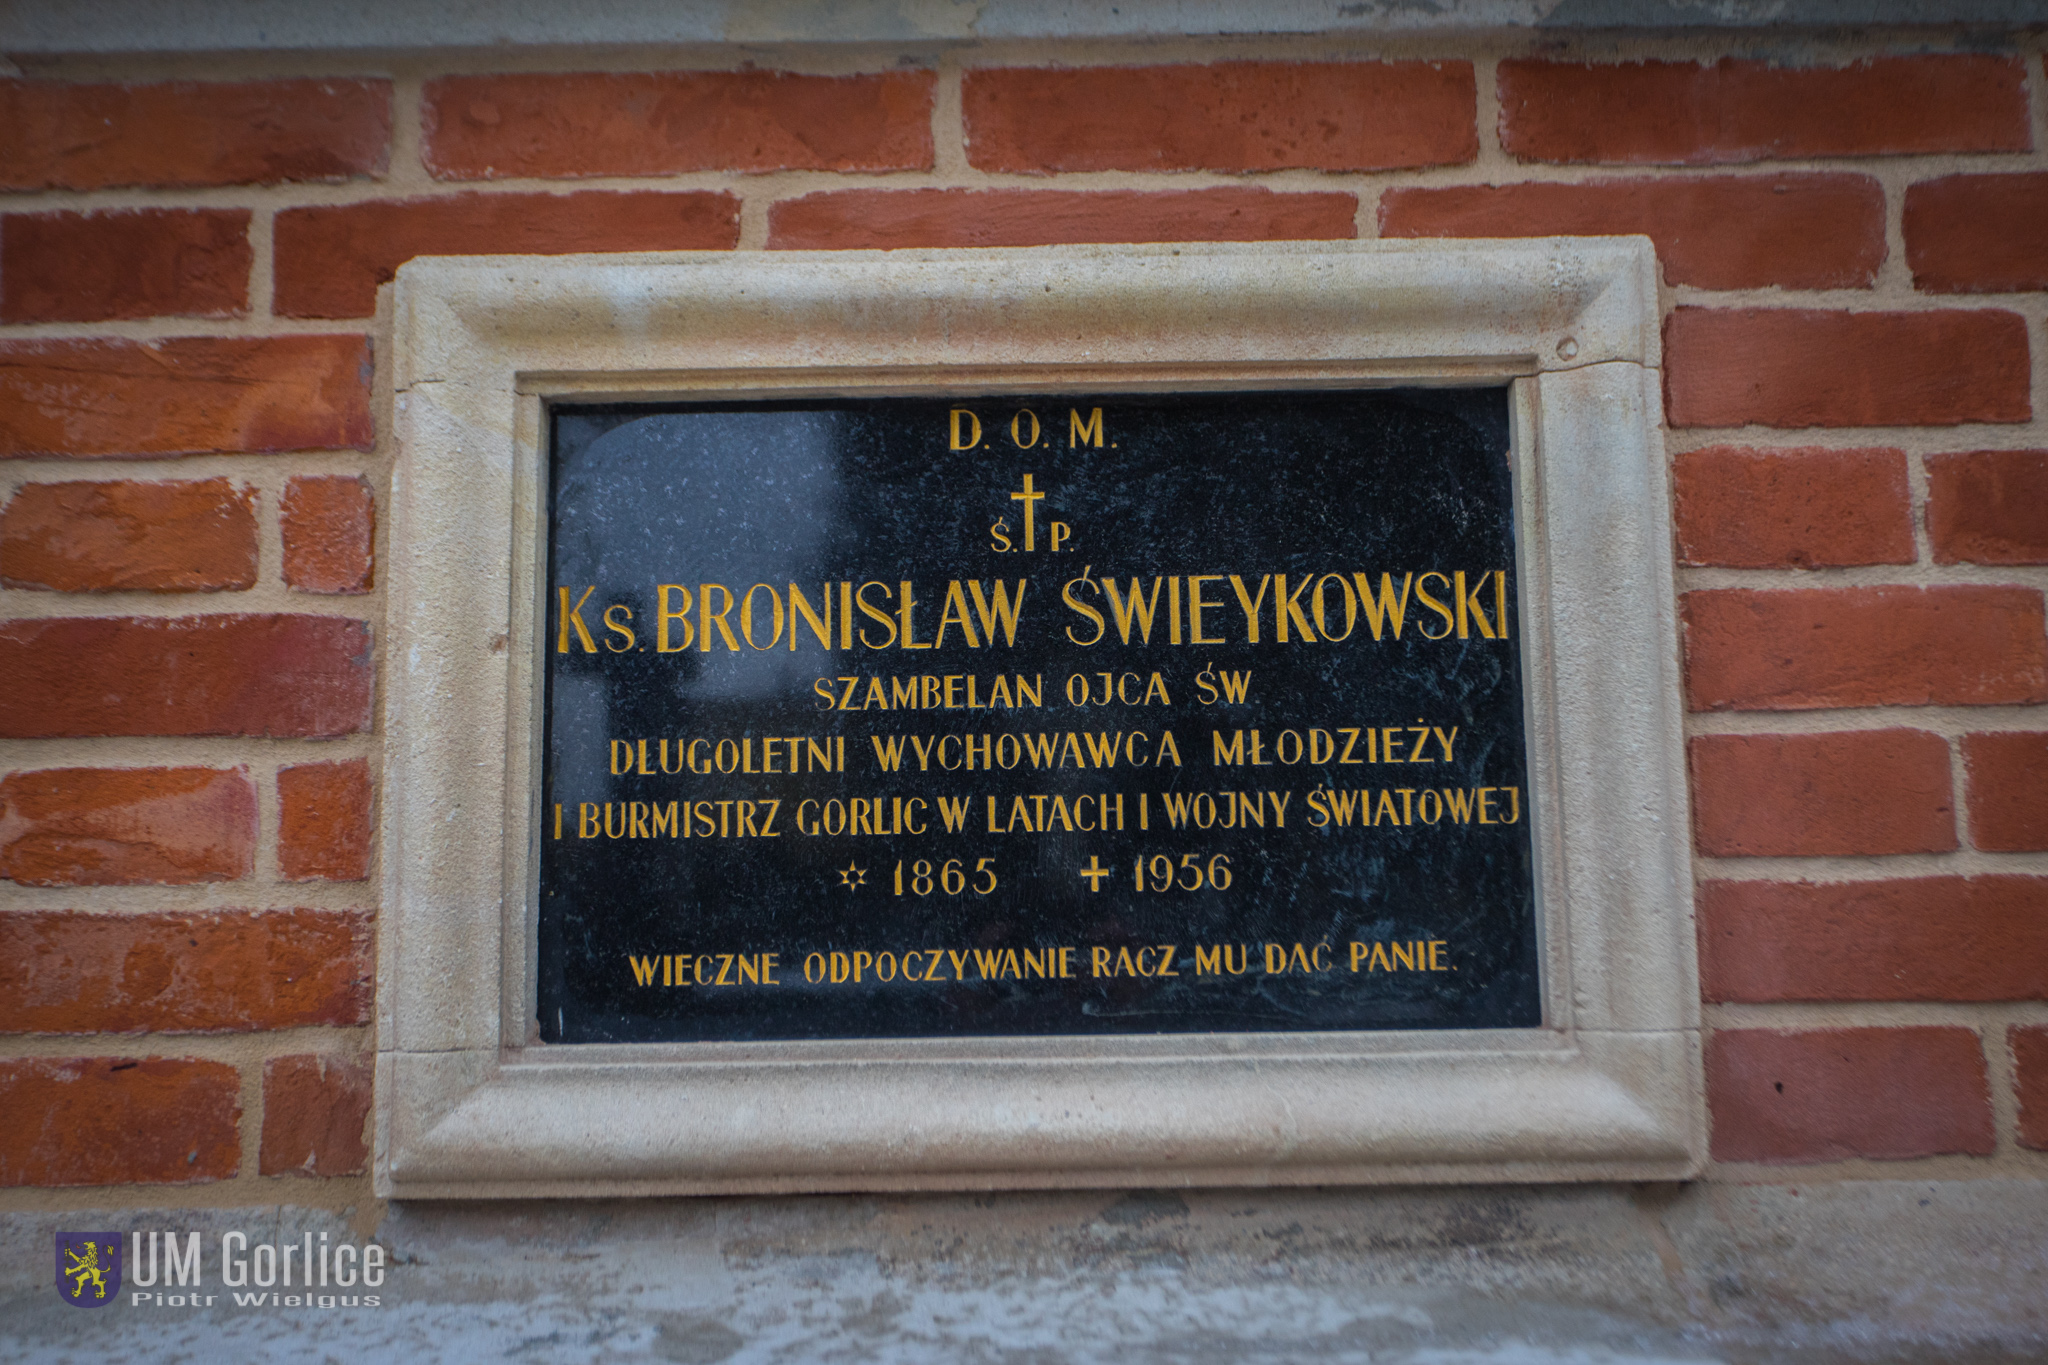 D. O. M.
Ś. † P.
Ks. BRONISŁAW ŚWIEYKOWSKI
SZAMBELAN OJCA ŚW.
DŁUGOLETNI WYCHOWAWCA MŁODZIEŻY
I BURMISTRZ GORLIC W LATACH I WOJNY ŚWIATOWEJ
✡ 1865 ✝ 1956
WIECZNE ODPOCZYWANIE RACZ MU DAĆ PANIE.
UM Gorlice
Piotr Wielgus